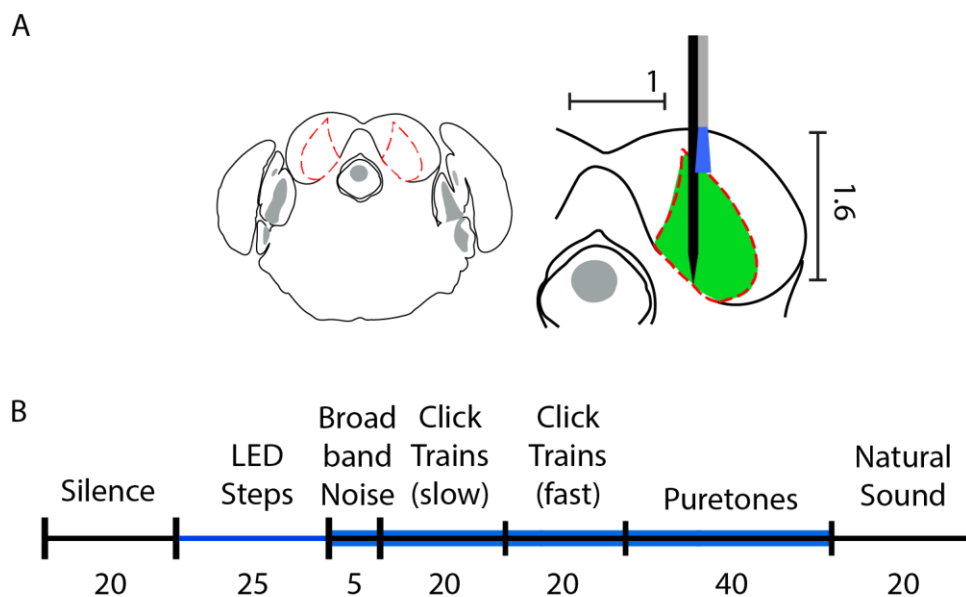 A
1
1.6
B
Silence
LED
Steps
Broad
band
Noise
Click
Trains
(slow)
Click
Trains
(fast)
Puretones
Natural
Sound
20
25
5
20
20
40
20